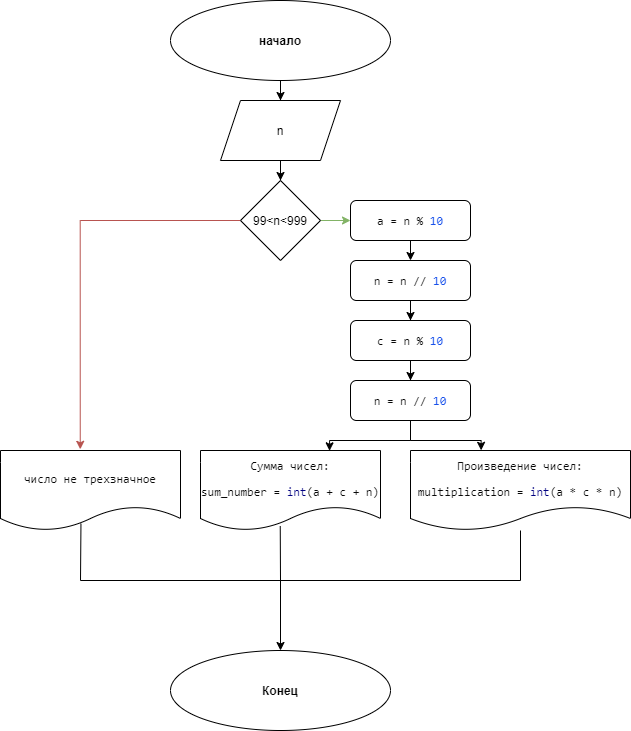 начало
n
99<n<999
a = n % 10
n = n // 10
c = n % 10
n = n // 10
число не трехзначное
Сумма чисел:
sum_number = int(a + c + n)
Произведение чисел:
multiplication = int(a * c * n)
Конец